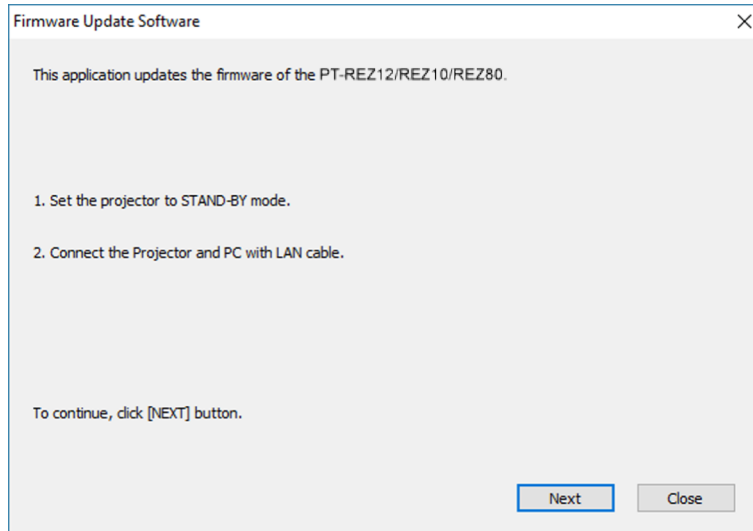 Firmware Update Software
This application updates the firmware of the PT-REZ12/REZ10/REZ80.
1. Set the projector to STAND-BY mode.
2. Connect the Projector and PC with LAN cable.
To continue, click [NEXT] button.
Next Close